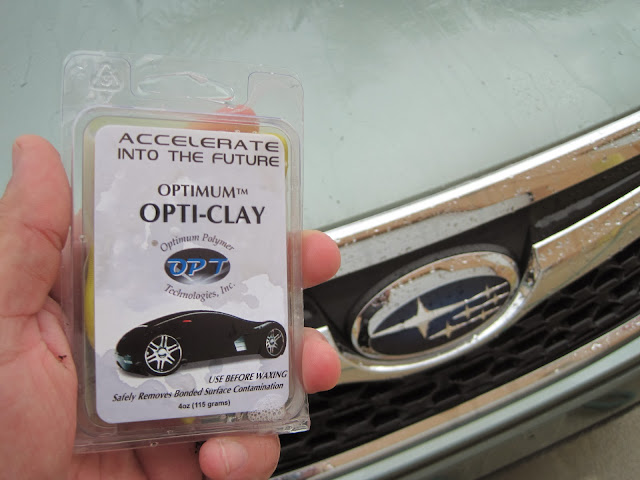 ACCELERATE
INTO THE FUTURE
OPTIMUM™
OPTI-CLAY
® Optimum Polymer
OPT
Technologies, Inc.
USE BEFORE WAXING
Safely Removes Bonded Surface Contamination
4oz (115 grams)